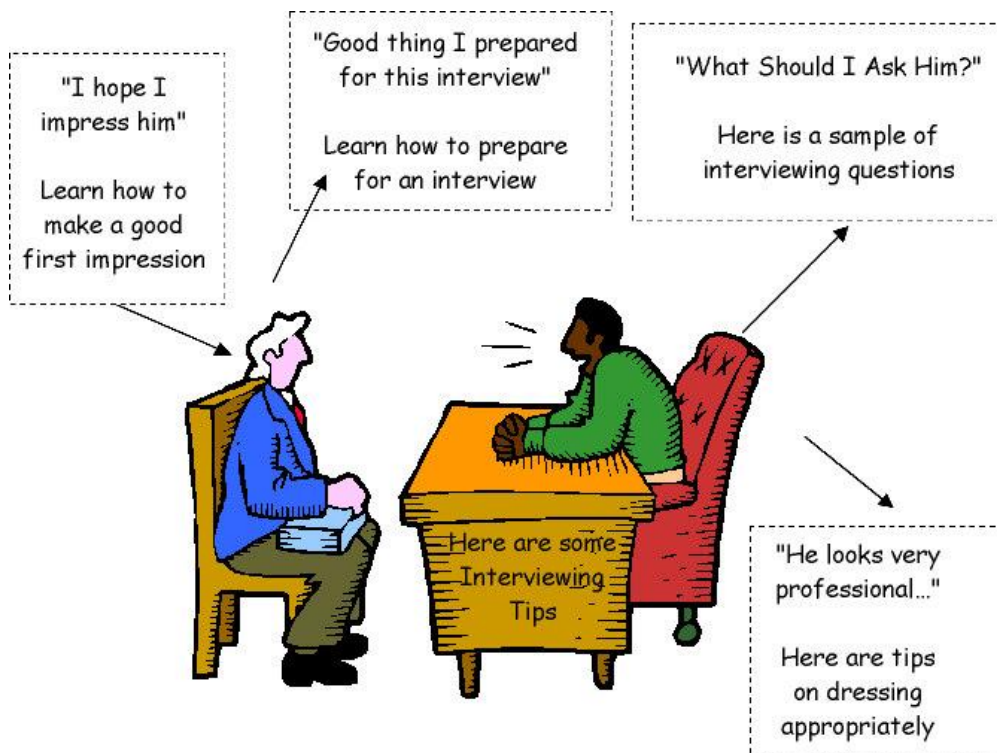 "I hope I
impress him"
Learn how to
make a good
first impression
"Good thing I prepared
for this interview"
Learn how to prepare
for an interview
"What Should I Ask Him?"
Here is a sample of
interviewing questions
Here are some
Interviewing
Tips
"He looks very
professional..."
Here are tips
on dressing
appropriately